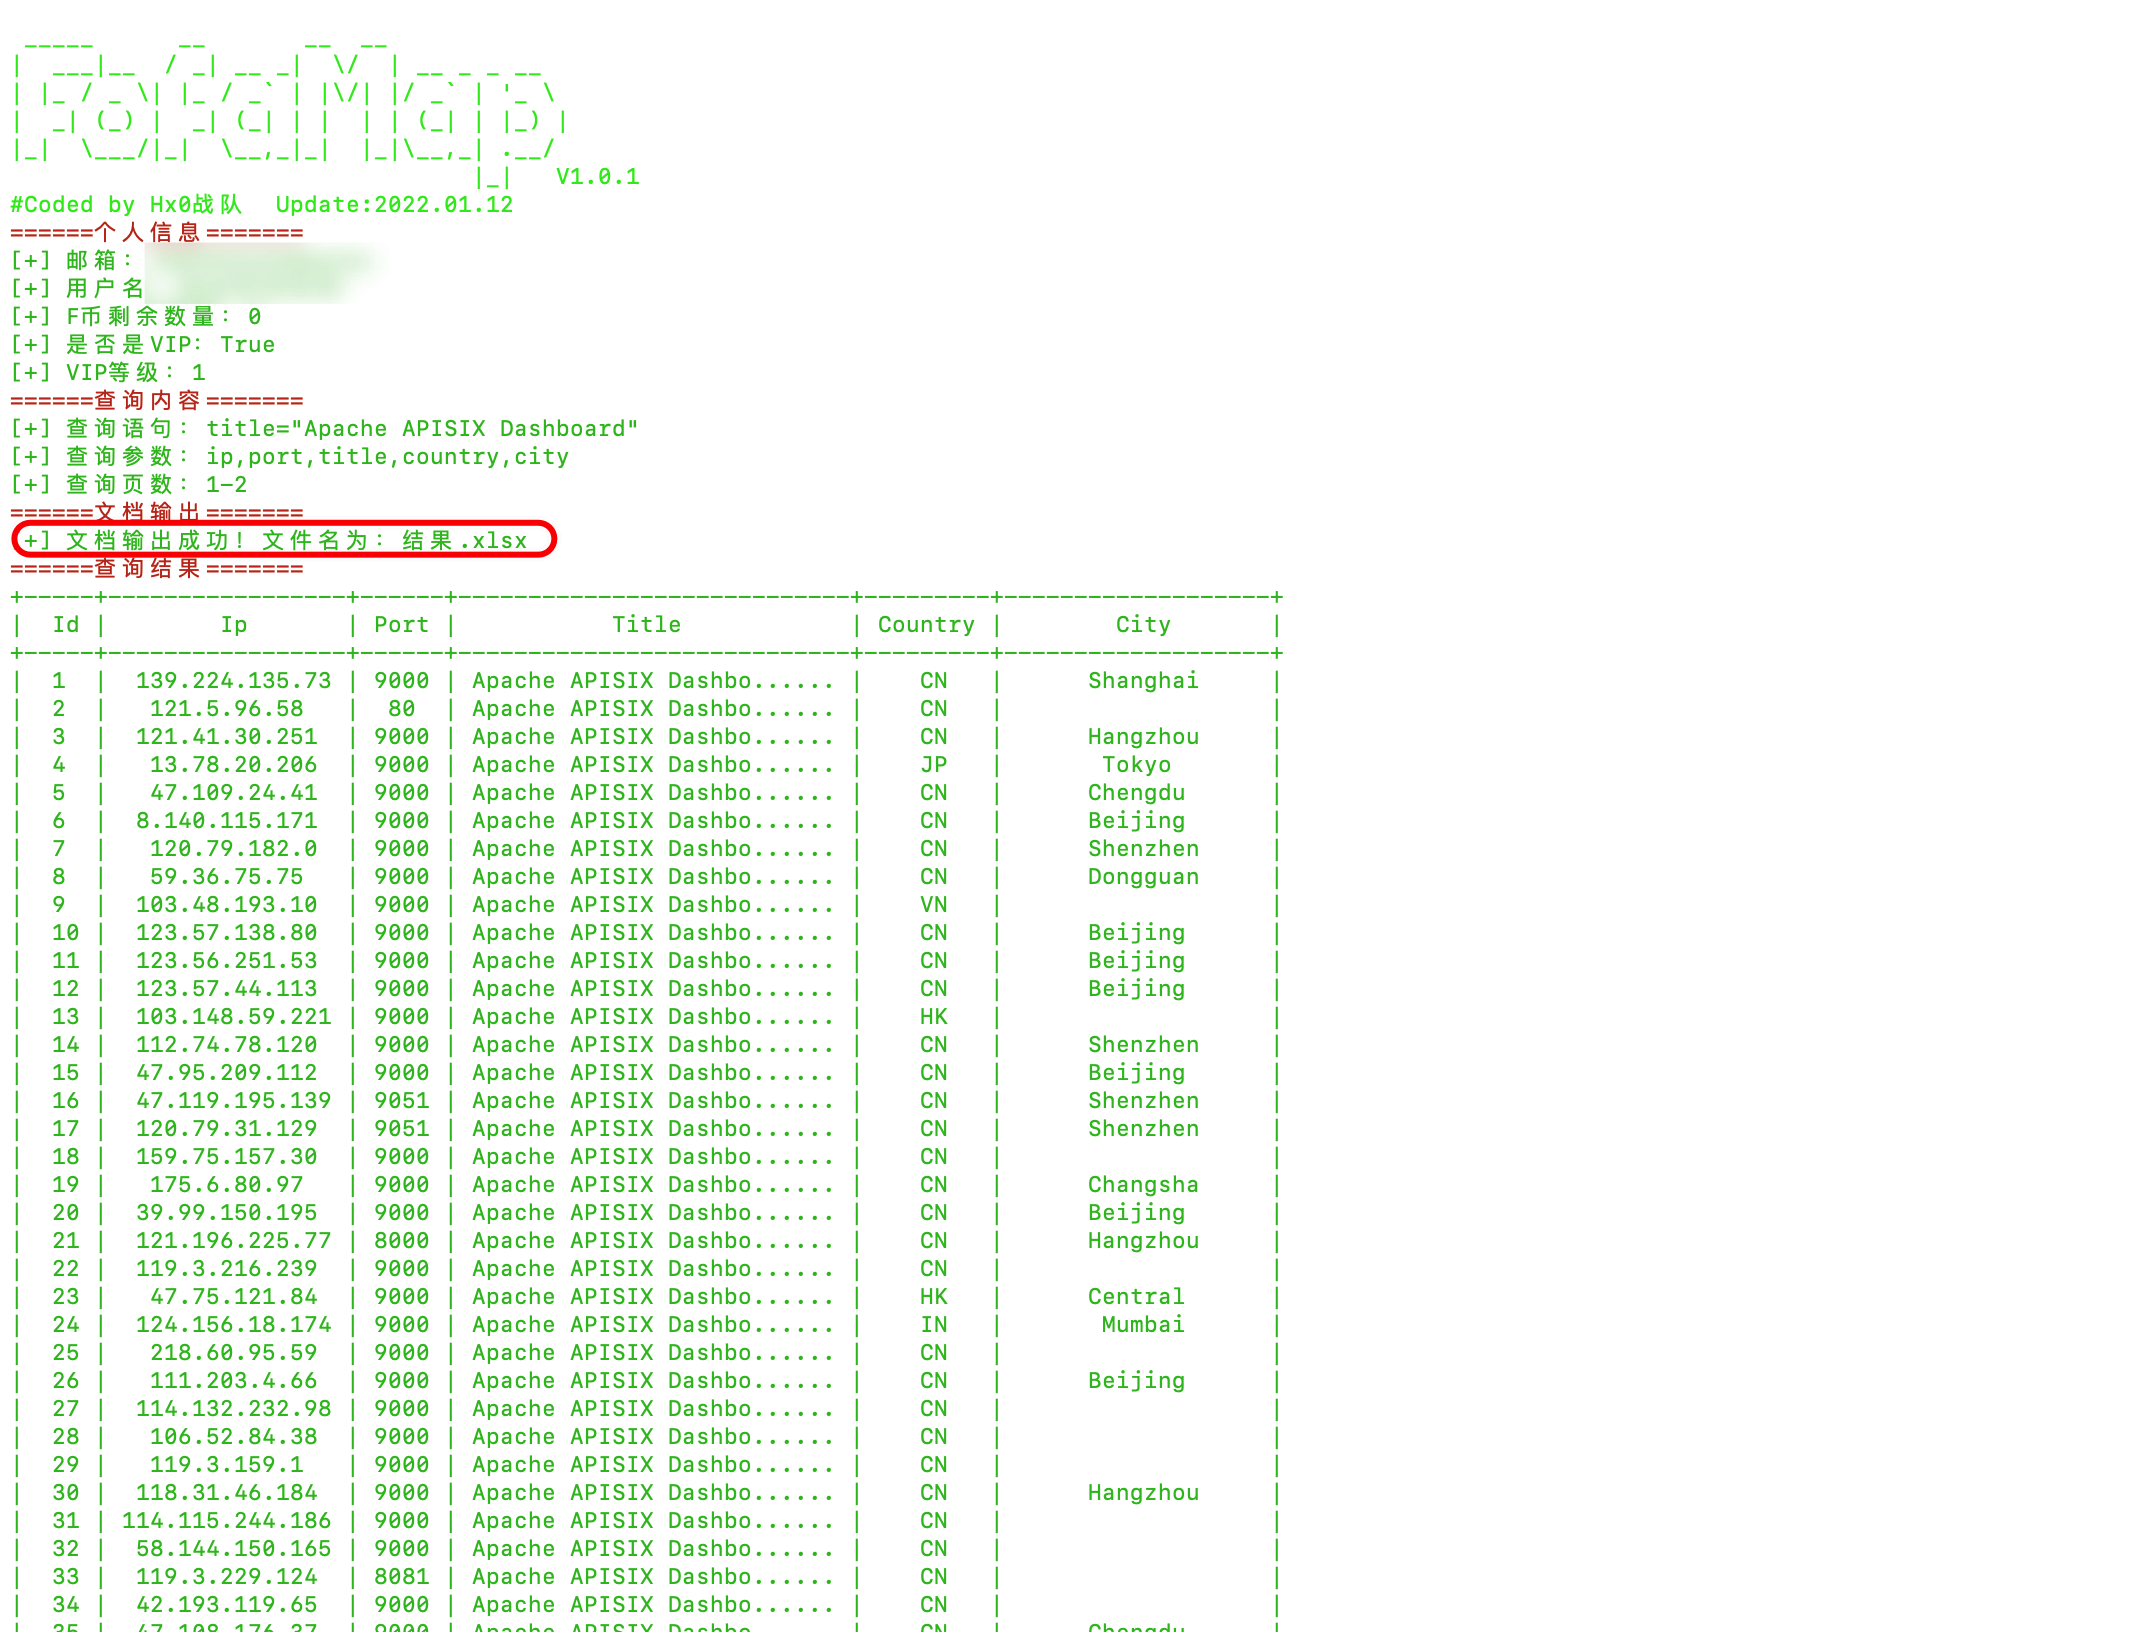 FofaMap
V1.0.1
#Coded by Hx0战队  Update:2022.01.12
======个人信息=======
[+] 邮箱:
[+] 用户名
[+] F币剩余数量: 0
[+] 是否是VIP: True
[+] VIP等级: 1
======查询内容=======
[+] 查询语句: title="Apache APISIX Dashboard"
[+] 查询参数: ip,port,title,country,city
[+] 查询页数: 1-2
======文档输出=======
+] 文档输出成功! 文件名为: 结果.xlsx
======查询结果=======
| Id | Ip | Port | Title | Country | City |
| 1 | 139.224.135.73 | 9000 | Apache APISIX Dashbo...... | CN | Shanghai |
| 2 | 121.5.96.58 | 80 | Apache APISIX Dashbo...... | CN | |
| 3 | 121.41.30.251 | 9000 | Apache APISIX Dashbo...... | CN | Hangzhou |
| 4 | 13.78.20.206 | 9000 | Apache APISIX Dashbo...... | JP | Tokyo |
| 5 | 47.109.24.41 | 9000 | Apache APISIX Dashbo...... | CN | Chengdu |
| 6 | 8.140.115.171 | 9000 | Apache APISIX Dashbo...... | CN | Beijing |
| 7 | 120.79.182.0 | 9000 | Apache APISIX Dashbo...... | CN | Shenzhen |
| 8 | 59.36.75.75 | 9000 | Apache APISIX Dashbo...... | CN | Dongguan |
| 9 | 103.48.193.10 | 9000 | Apache APISIX Dashbo...... | VN | |
| 10 | 123.57.138.80 | 9000 | Apache APISIX Dashbo...... | CN | Beijing |
| 11 | 123.56.251.53 | 9000 | Apache APISIX Dashbo...... | CN | Beijing |
| 12 | 123.57.44.113 | 9000 | Apache APISIX Dashbo...... | CN | Beijing |
| 13 | 103.148.59.221 | 9000 | Apache APISIX Dashbo...... | HK | |
| 14 | 112.74.78.120 | 9000 | Apache APISIX Dashbo...... | CN | Shenzhen |
| 15 | 47.95.209.112 | 9000 | Apache APISIX Dashbo...... | CN | Beijing |
| 16 | 47.119.195.139 | 9051 | Apache APISIX Dashbo...... | CN | Shenzhen |
| 17 | 120.79.31.129 | 9051 | Apache APISIX Dashbo...... | CN | Shenzhen |
| 18 | 159.75.157.30 | 9000 | Apache APISIX Dashbo...... | CN | |
| 19 | 175.6.80.97 | 9000 | Apache APISIX Dashbo...... | CN | Changsha |
| 20 | 39.99.150.195 | 9000 | Apache APISIX Dashbo...... | CN | Beijing |
| 21 | 121.196.225.77 | 8000 | Apache APISIX Dashbo...... | CN | Hangzhou |
| 22 | 119.3.216.239 | 9000 | Apache APISIX Dashbo...... | CN | |
| 23 | 47.75.121.84 | 9000 | Apache APISIX Dashbo...... | HK | Central |
| 24 | 124.156.18.174 | 9000 | Apache APISIX Dashbo...... | IN | Mumbai |
| 25 | 218.60.95.59 | 9000 | Apache APISIX Dashbo...... | CN | |
| 26 | 111.203.4.66 | 9000 | Apache APISIX Dashbo...... | CN | Beijing |
| 27 | 114.132.232.98 | 9000 | Apache APISIX Dashbo...... | CN | |
| 28 | 106.52.84.38 | 9000 | Apache APISIX Dashbo...... | CN | |
| 29 | 119.3.159.1 | 9000 | Apache APISIX Dashbo...... | CN | |
| 30 | 118.31.46.184 | 9000 | Apache APISIX Dashbo...... | CN | Hangzhou |
| 31 | 114.115.244.186 | 9000 | Apache APISIX Dashbo...... | CN | |
| 32 | 58.144.150.165 | 9000 | Apache APISIX Dashbo...... | CN | |
| 33 | 119.3.229.124 | 8081 | Apache APISIX Dashbo...... | CN | |
| 34 | 42.193.119.65 | 9000 | Apache APISIX Dashbo...... | CN | |
| 35 | 47.108.176.37 | 9000 | Apache APISIX Dashbo | CN | Chengdu |